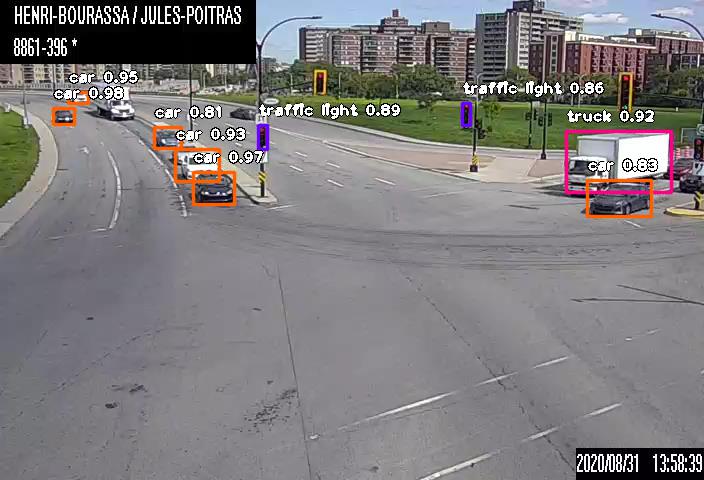 HENRI-BOURASSA / JULES-POITRAS
8861-396 *
car 0.95
car 0.98
car 0.81
traffic light 0.89
traffic light 0.86
car 0.93
truck 0.92
car 0.97
car 0.83
2020/08/31 13:58:39